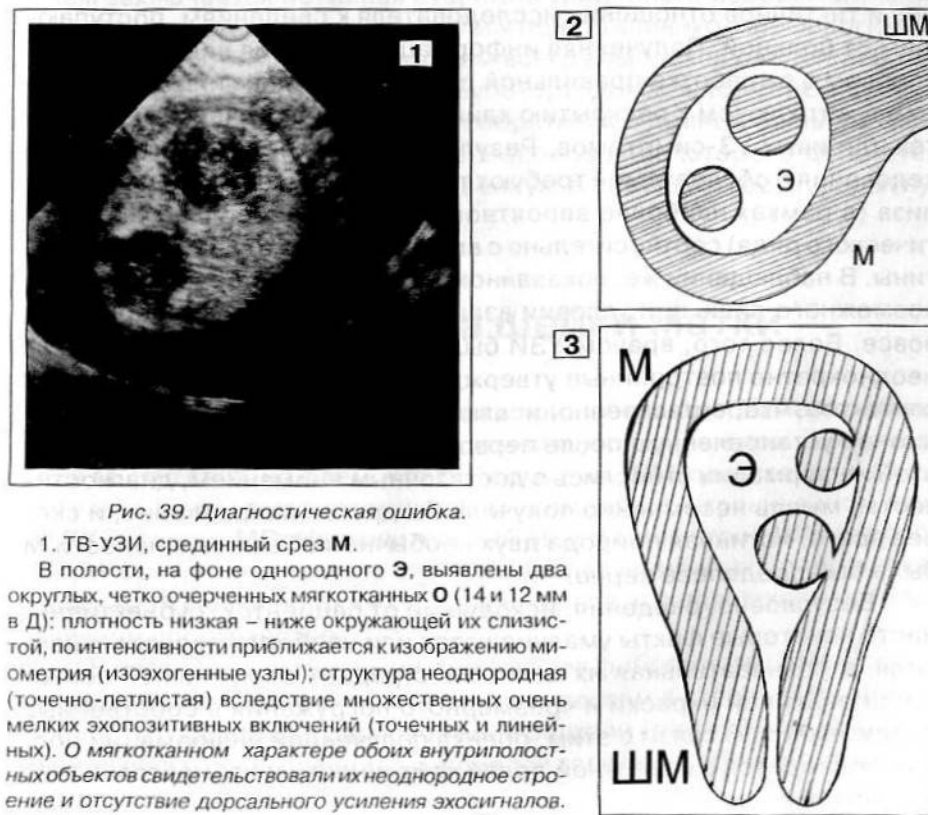 1
2
ШМ
Э
М
3
М
Э
ШМ
Рис. 39. Диагностическая ошибка.
1. ТВ-УЗИ, срединный срез М.
В полости, на фоне однородного Э, выявлены два
округлых, четко очерченных мягкотканных О (14 и 12 мм
в Д): плотность низкая – ниже окружающей их слизис-
той, по интенсивности приближается к изображению ми-
ометрия (изоэхогенные узлы); структура неоднородная
(точечно-петлистая) вследствие множественных очень
мелких эхопозитивных включений (точечных и линей-
ных). О мягкотканном характере обоих внутриполост-
ных объектов свидетельствовали их неоднородное стро-
ение и отсутствие дорсального усиления эхосигналов.